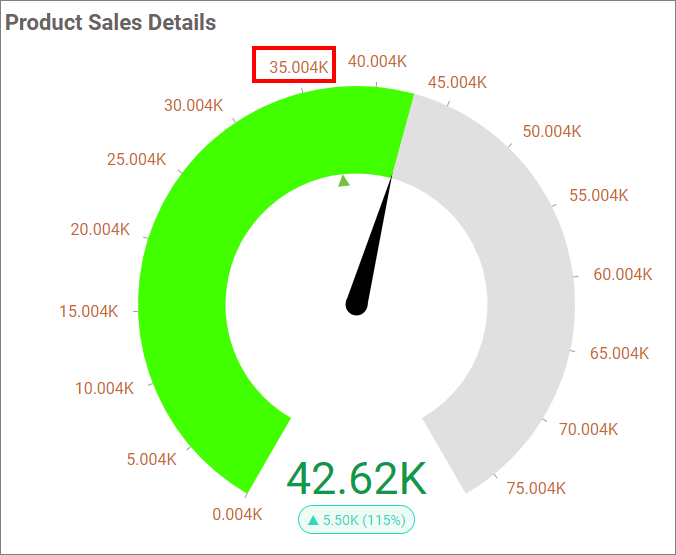 Product Sales Details
35.004K
40.004K
45.004K
30.004K
50.004K
25.004K
55.004K
20.004K
60.004K
15.004K
65.004K
10.004K
70.004K
5.004K
75.004K
0.004K
42.62K
▲ 5.50K (115%)